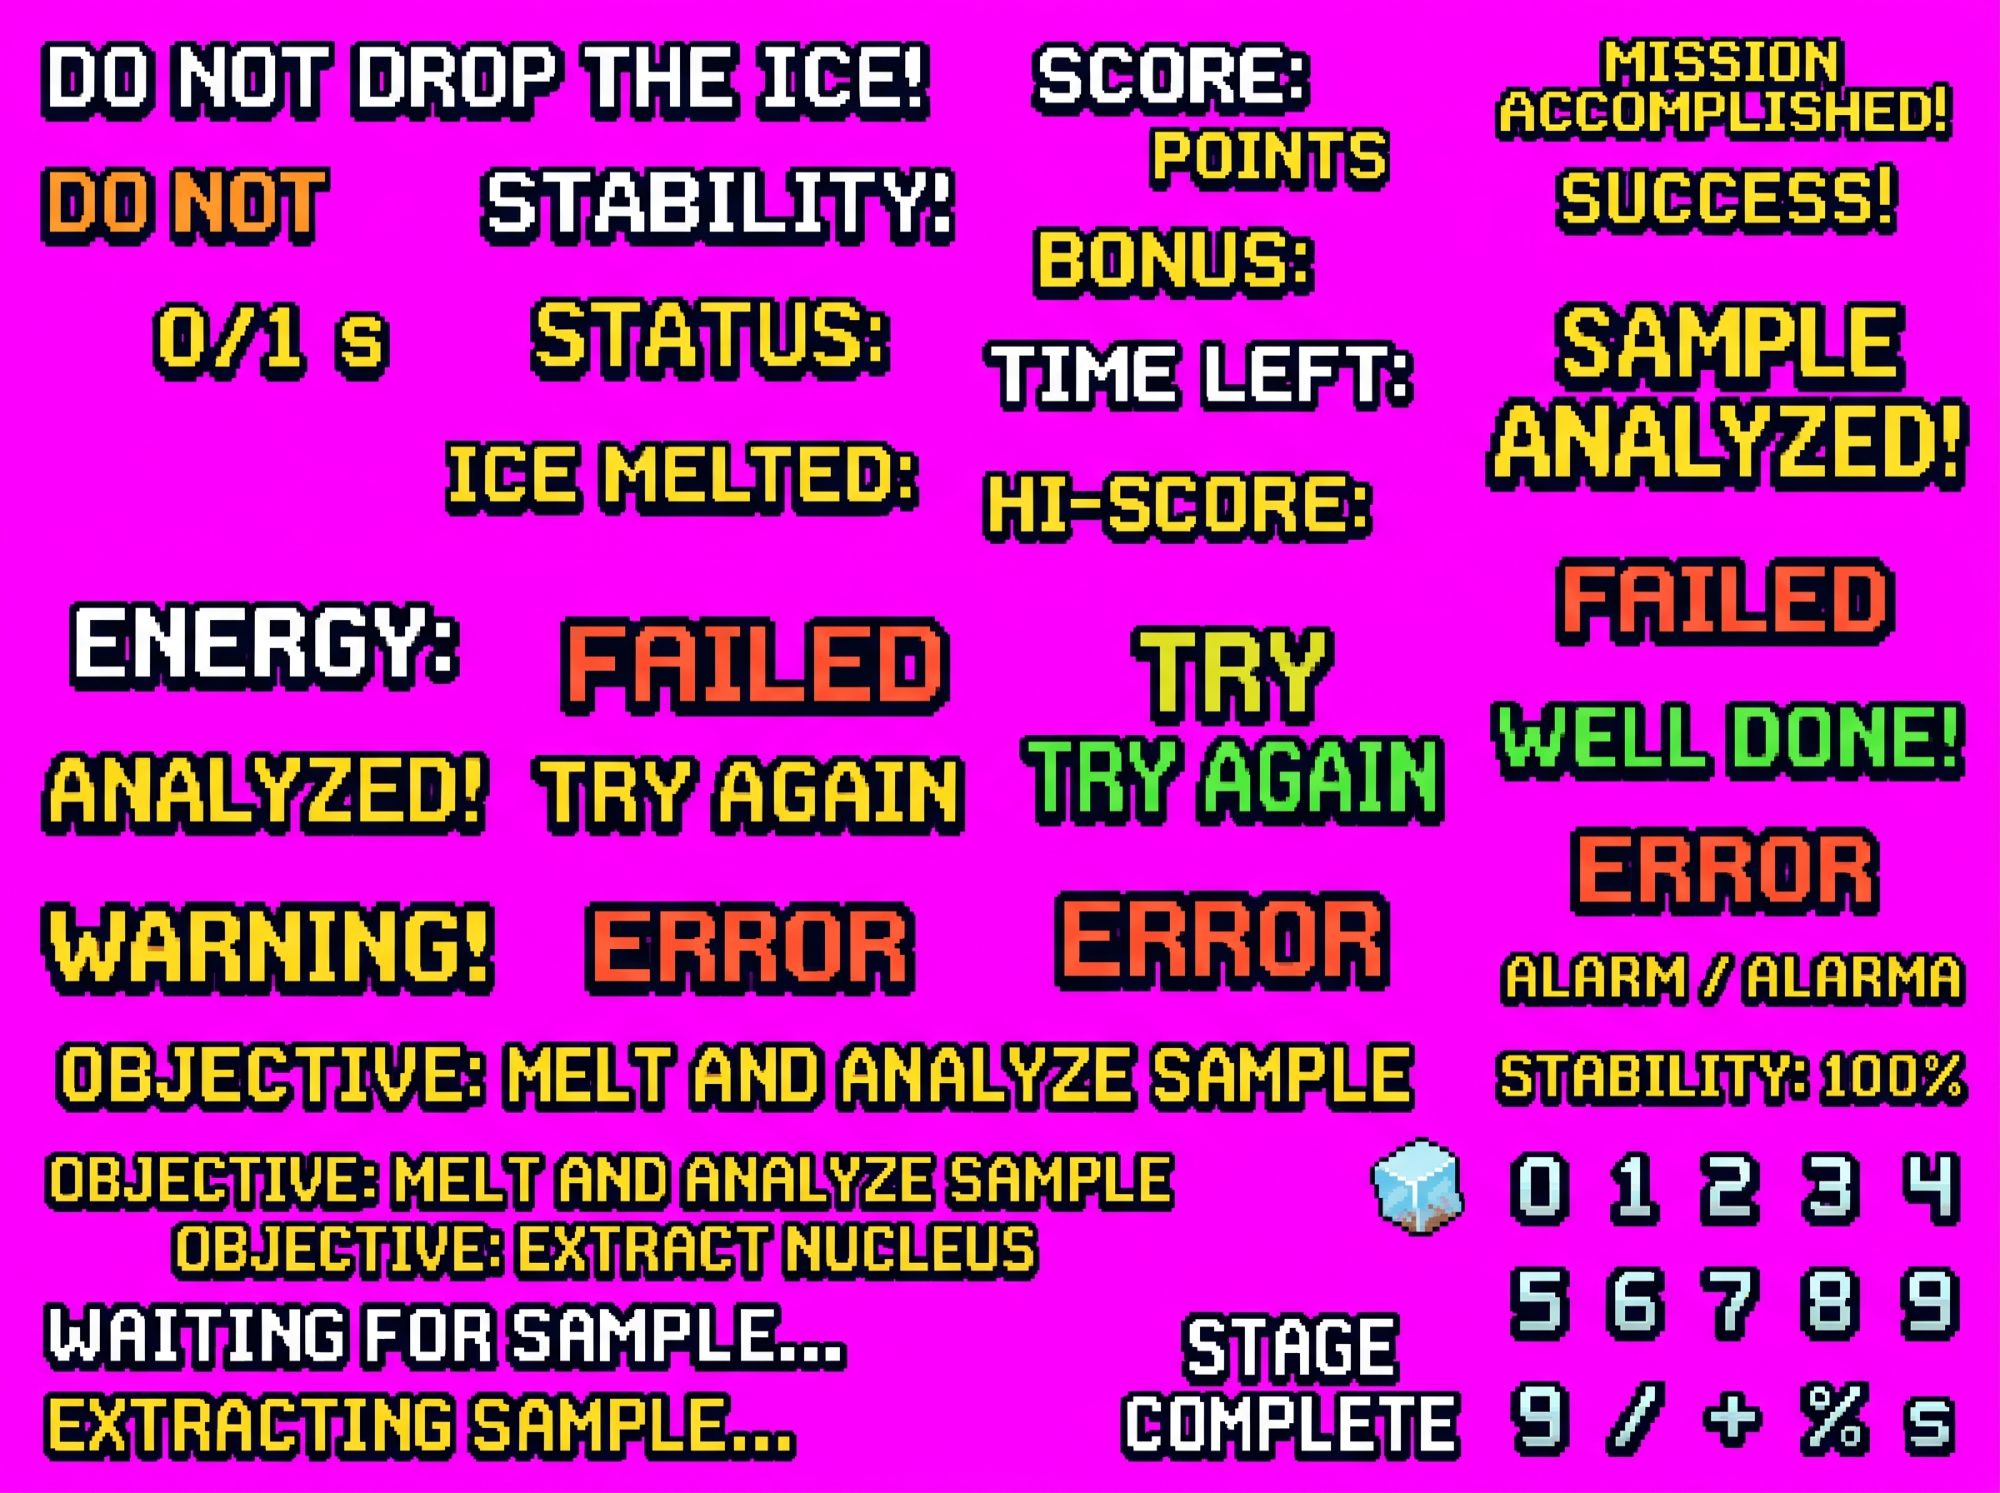 DO NOT DROP THE ICE!
DO NOT
STABILITY!
0/1 s
STATUS:
ICE MELTED:
SCORE:
POINTS
BONUS:
TIME LEFT:
HI-SCORE:
MISSION
ACCOMPLISHED!
SUCCESS!
SAMPLE
ANALYZED!
FAILED
WELL DONE!
ERROR
ALARM / ALARMA
STABILITY: 100%
ENERGY:
FAILED
TRY
TRY AGAIN
ANALYZED!
TRY AGAIN
WARNING!
ERROR
ERROR
OBJECTIVE: MELT AND ANALYZE SAMPLE
OBJECTIVE: MELT AND ANALYZE SAMPLE
OBJECTIVE: EXTRACT NUCLEUS
WAITING FOR SAMPLE...
EXTRACTING SAMPLE...
STAGE
COMPLETE
0 1 2 3 4
5 6 7 8 9
9 / + % s